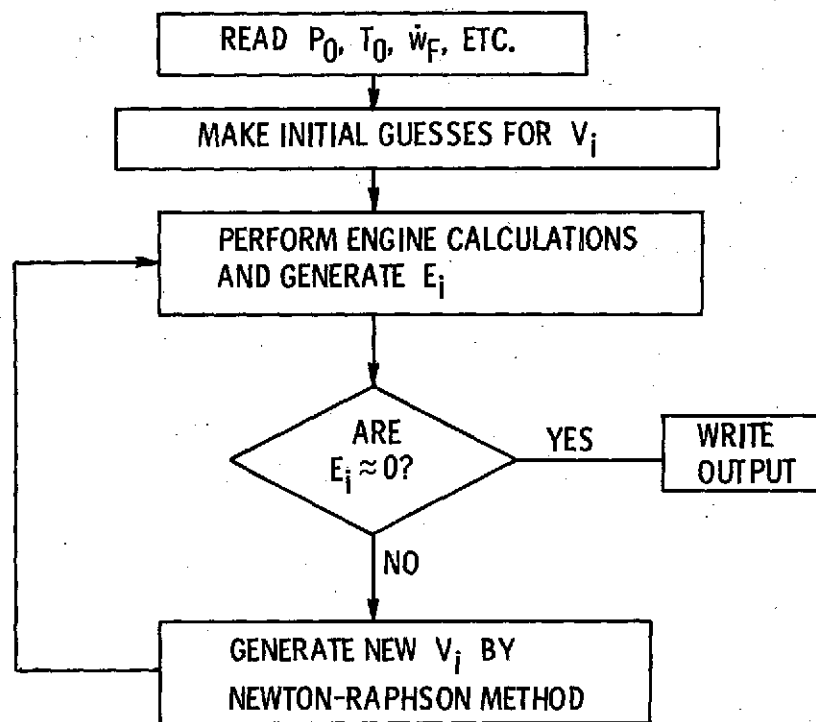 READ P0, T0, ẇF, ETC.
MAKE INITIAL GUESSES FOR Vi
PERFORM ENGINE CALCULATIONS
AND GENERATE Ei
ARE
Ei ≈ 0?
YES
WRITE
OUTPUT
NO
GENERATE NEW Vi BY
NEWTON-RAPHSON METHOD